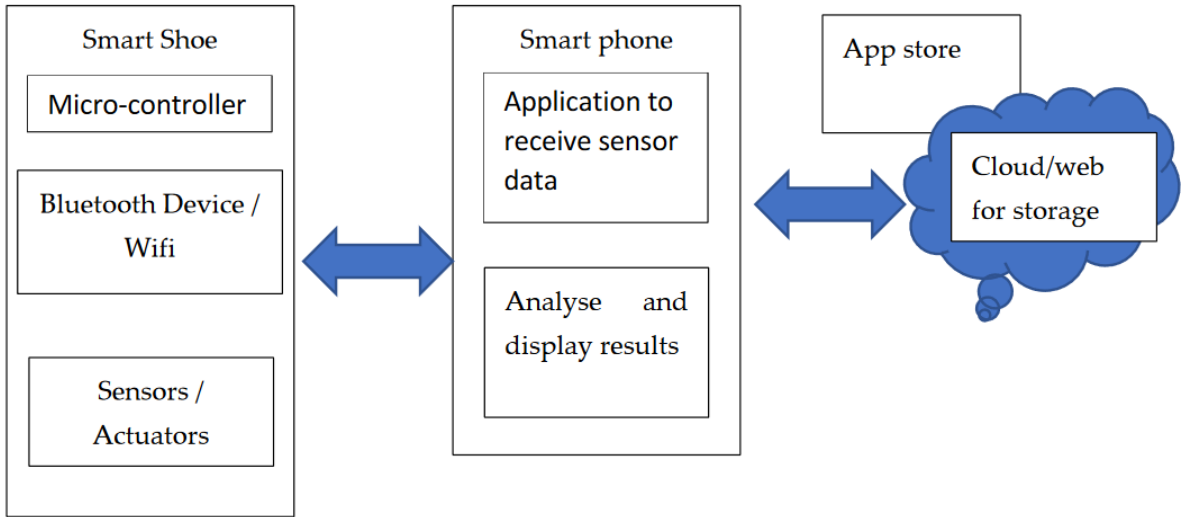 Smart Shoe
Micro-controller
Bluetooth Device /
Wifi
Sensors /
Actuators
Smart phone
Application to
receive sensor
data
Analyse and
display results
App store
Cloud/web
for storage